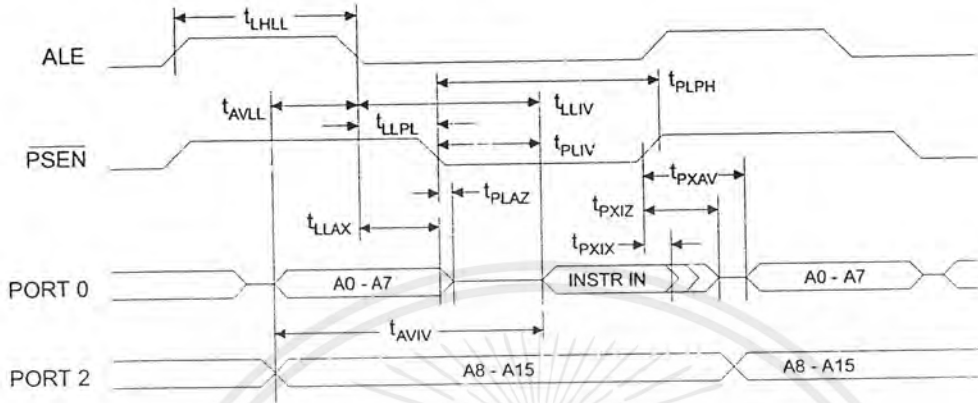 tLHLL
ALE
tPLPH
tAVLL
tLLIV
tLLPL
PSEN
tPLIV
tPXAV
tPLAZ
tPXIZ
tLLAX
tPXIX
PORT 0
A0 - A7
INSTR IN
A0 - A7
tAVIV
PORT 2
A8 - A15
A8 - A15